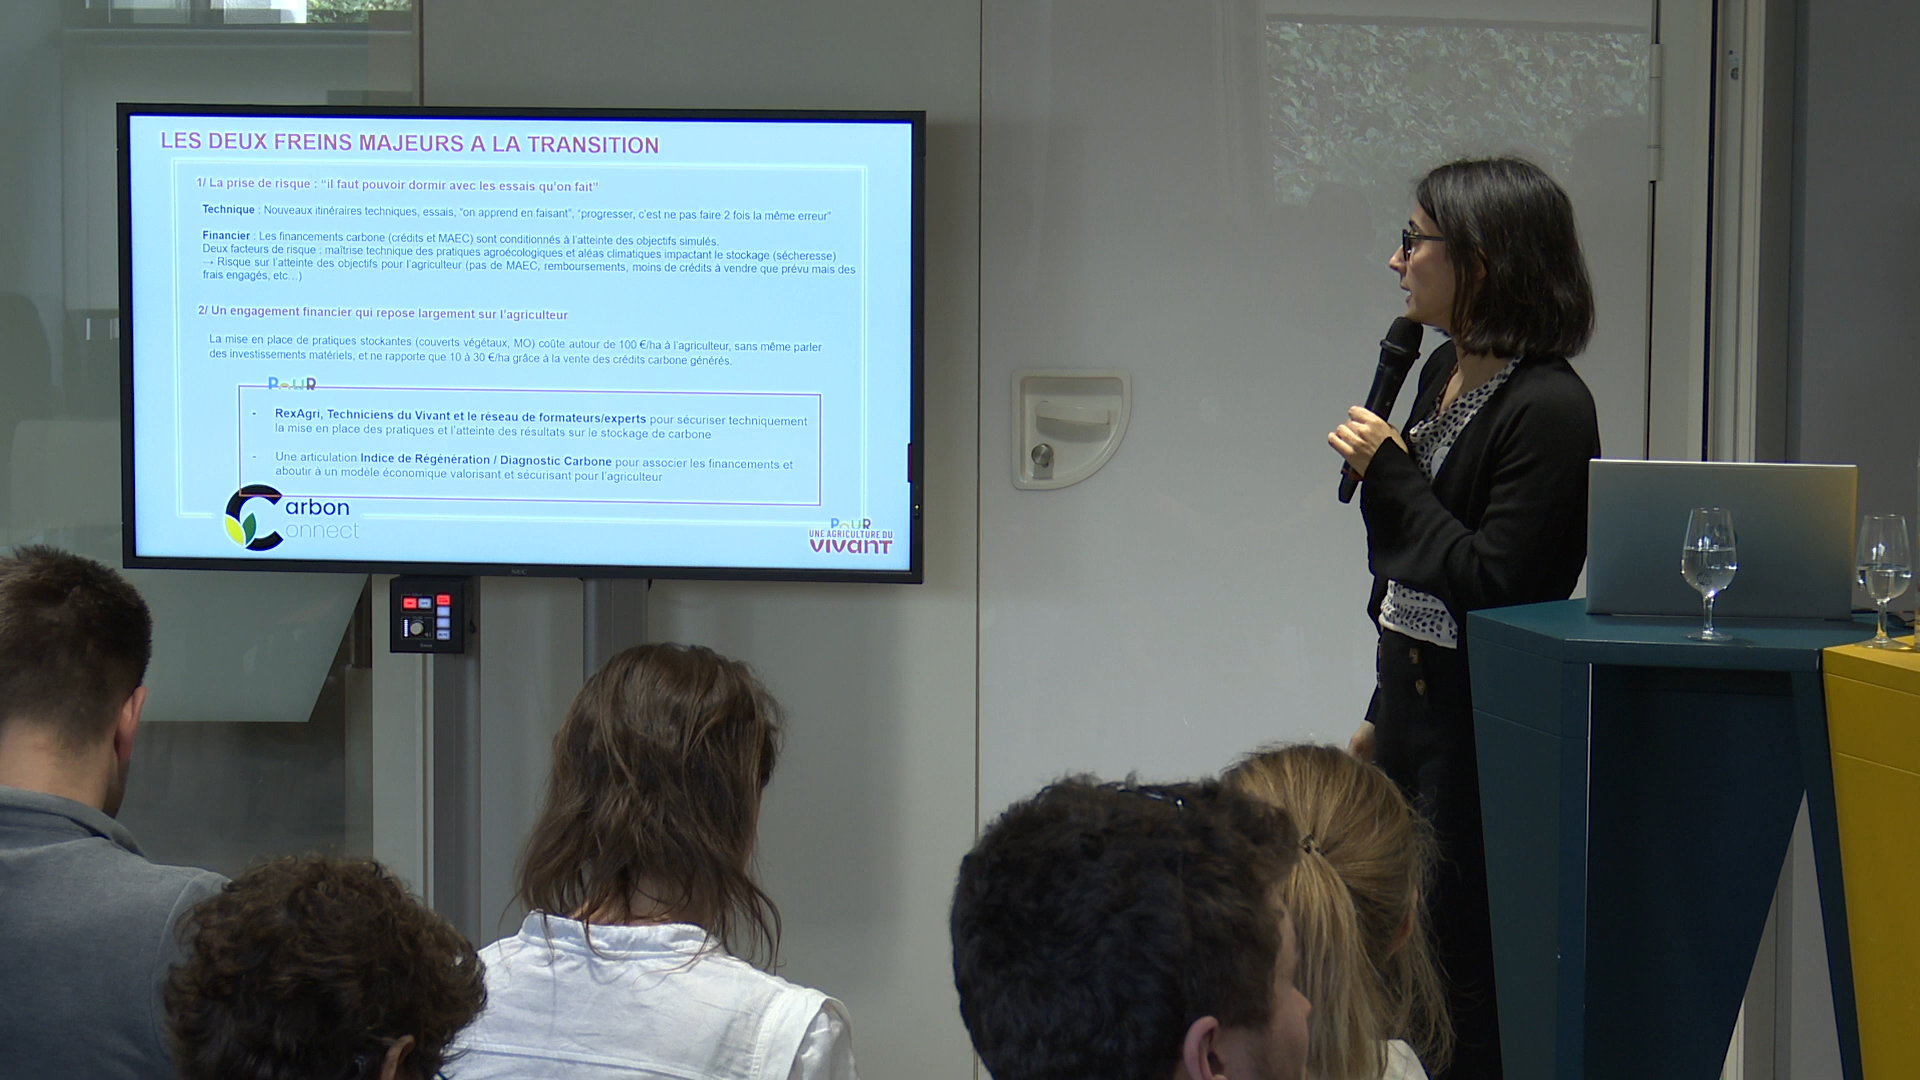 LES DEUX FREINS MAJEURS A LA TRANSITION
1/ La prise de risque : “il faut pouvoir dormir avec les essais qu’on fait”
Technique : Nouveaux itinéraires techniques, essais, “on apprend en faisant”, “progresser, c’est ne pas faire 2 fois la même erreur”
Financier : Les financements carbone (crédits et MAEC) sont conditionnés à l’atteinte des objectifs simulés.
Deux facteurs de risque : maîtrise technique des pratiques agroécologiques et aléas climatiques impactant le stockage (sécheresse)
→ Risque sur l’atteinte des objectifs pour l’agriculteur (pas de MAEC, remboursements, moins de crédits à vendre que prévu mais des
frais engagés, etc…)
2/ Un engagement financier qui repose largement sur l’agriculteur
La mise en place de pratiques stockantes (couverts végétaux, MO) coûte autour de 100 €/ha à l’agriculteur, sans même parler
des investissements matériels, et ne rapporte que 10 à 30 €/ha grâce à la vente des crédits carbone générés.
POUR
- RexAgri, Techniciens du Vivant et le réseau de formateurs/experts pour sécuriser techniquement
la mise en place des pratiques et l’atteinte des résultats sur le stockage de carbone
- Une articulation Indice de Régénération / Diagnostic Carbone pour associer les financements et
aboutir à un modèle économique valorisant et sécurisant pour l’agriculteur
Carbon
Connect
POUR
UNE AGRICULTURE DU
VIVANT
NEC